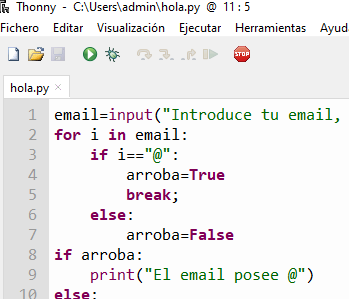 Thonny - C:\Users\admin\hola.py @ 11 : 5
Fichero Editar Visualización Ejecutar Herramientas Ayud
STOP
hola.py ×
1 email=input("Introduce tu email,
2 for i in email:
3 if i=="@":
4 arroba=True
5 break;
6 else:
7 arroba=False
8 if arroba:
9 print("El email posee @")
10 else: